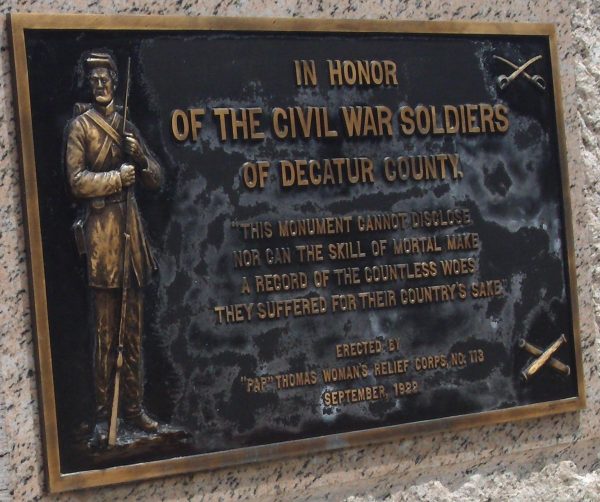 IN HONOR
OF THE CIVIL WAR SOLDIERS
OF DECATUR COUNTY.
"THIS MONUMENT CANNOT DISCLOSE
NOR CAN THE SKILL OF MORTAL MAKE
A RECORD OF THE COUNTLESS WOES
THEY SUFFERED FOR THEIR COUNTRY'S SAKE"
ERECTED BY
"PAP" THOMAS WOMAN'S RELIEF CORPS, NO. 113
SEPTEMBER, 1922